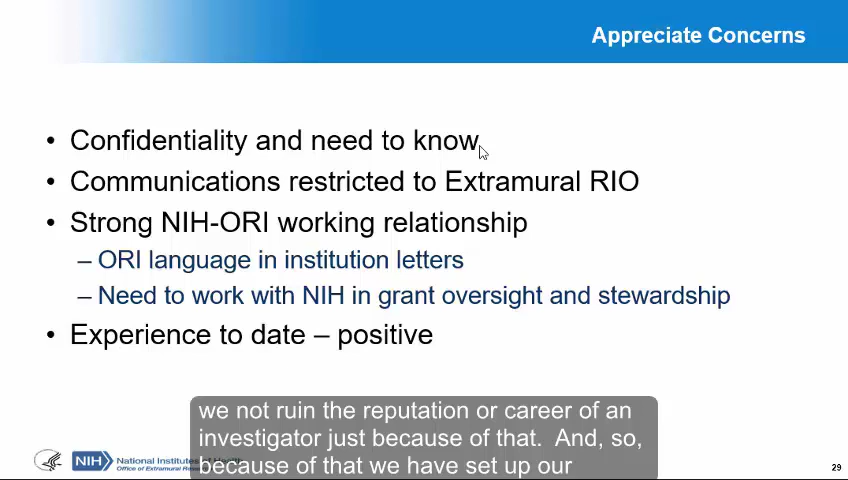 Appreciate Concerns
• Confidentiality and need to know
• Communications restricted to Extramural RIO
• Strong NIH-ORI working relationship
– ORI language in institution letters
– Need to work with NIH in grant oversight and stewardship
• Experience to date – positive
we not ruin the reputation or career of an
investigator just because of that. And, so,
because of that we have set up our
NIH
National Institutes of Health
Office of Extramural
29